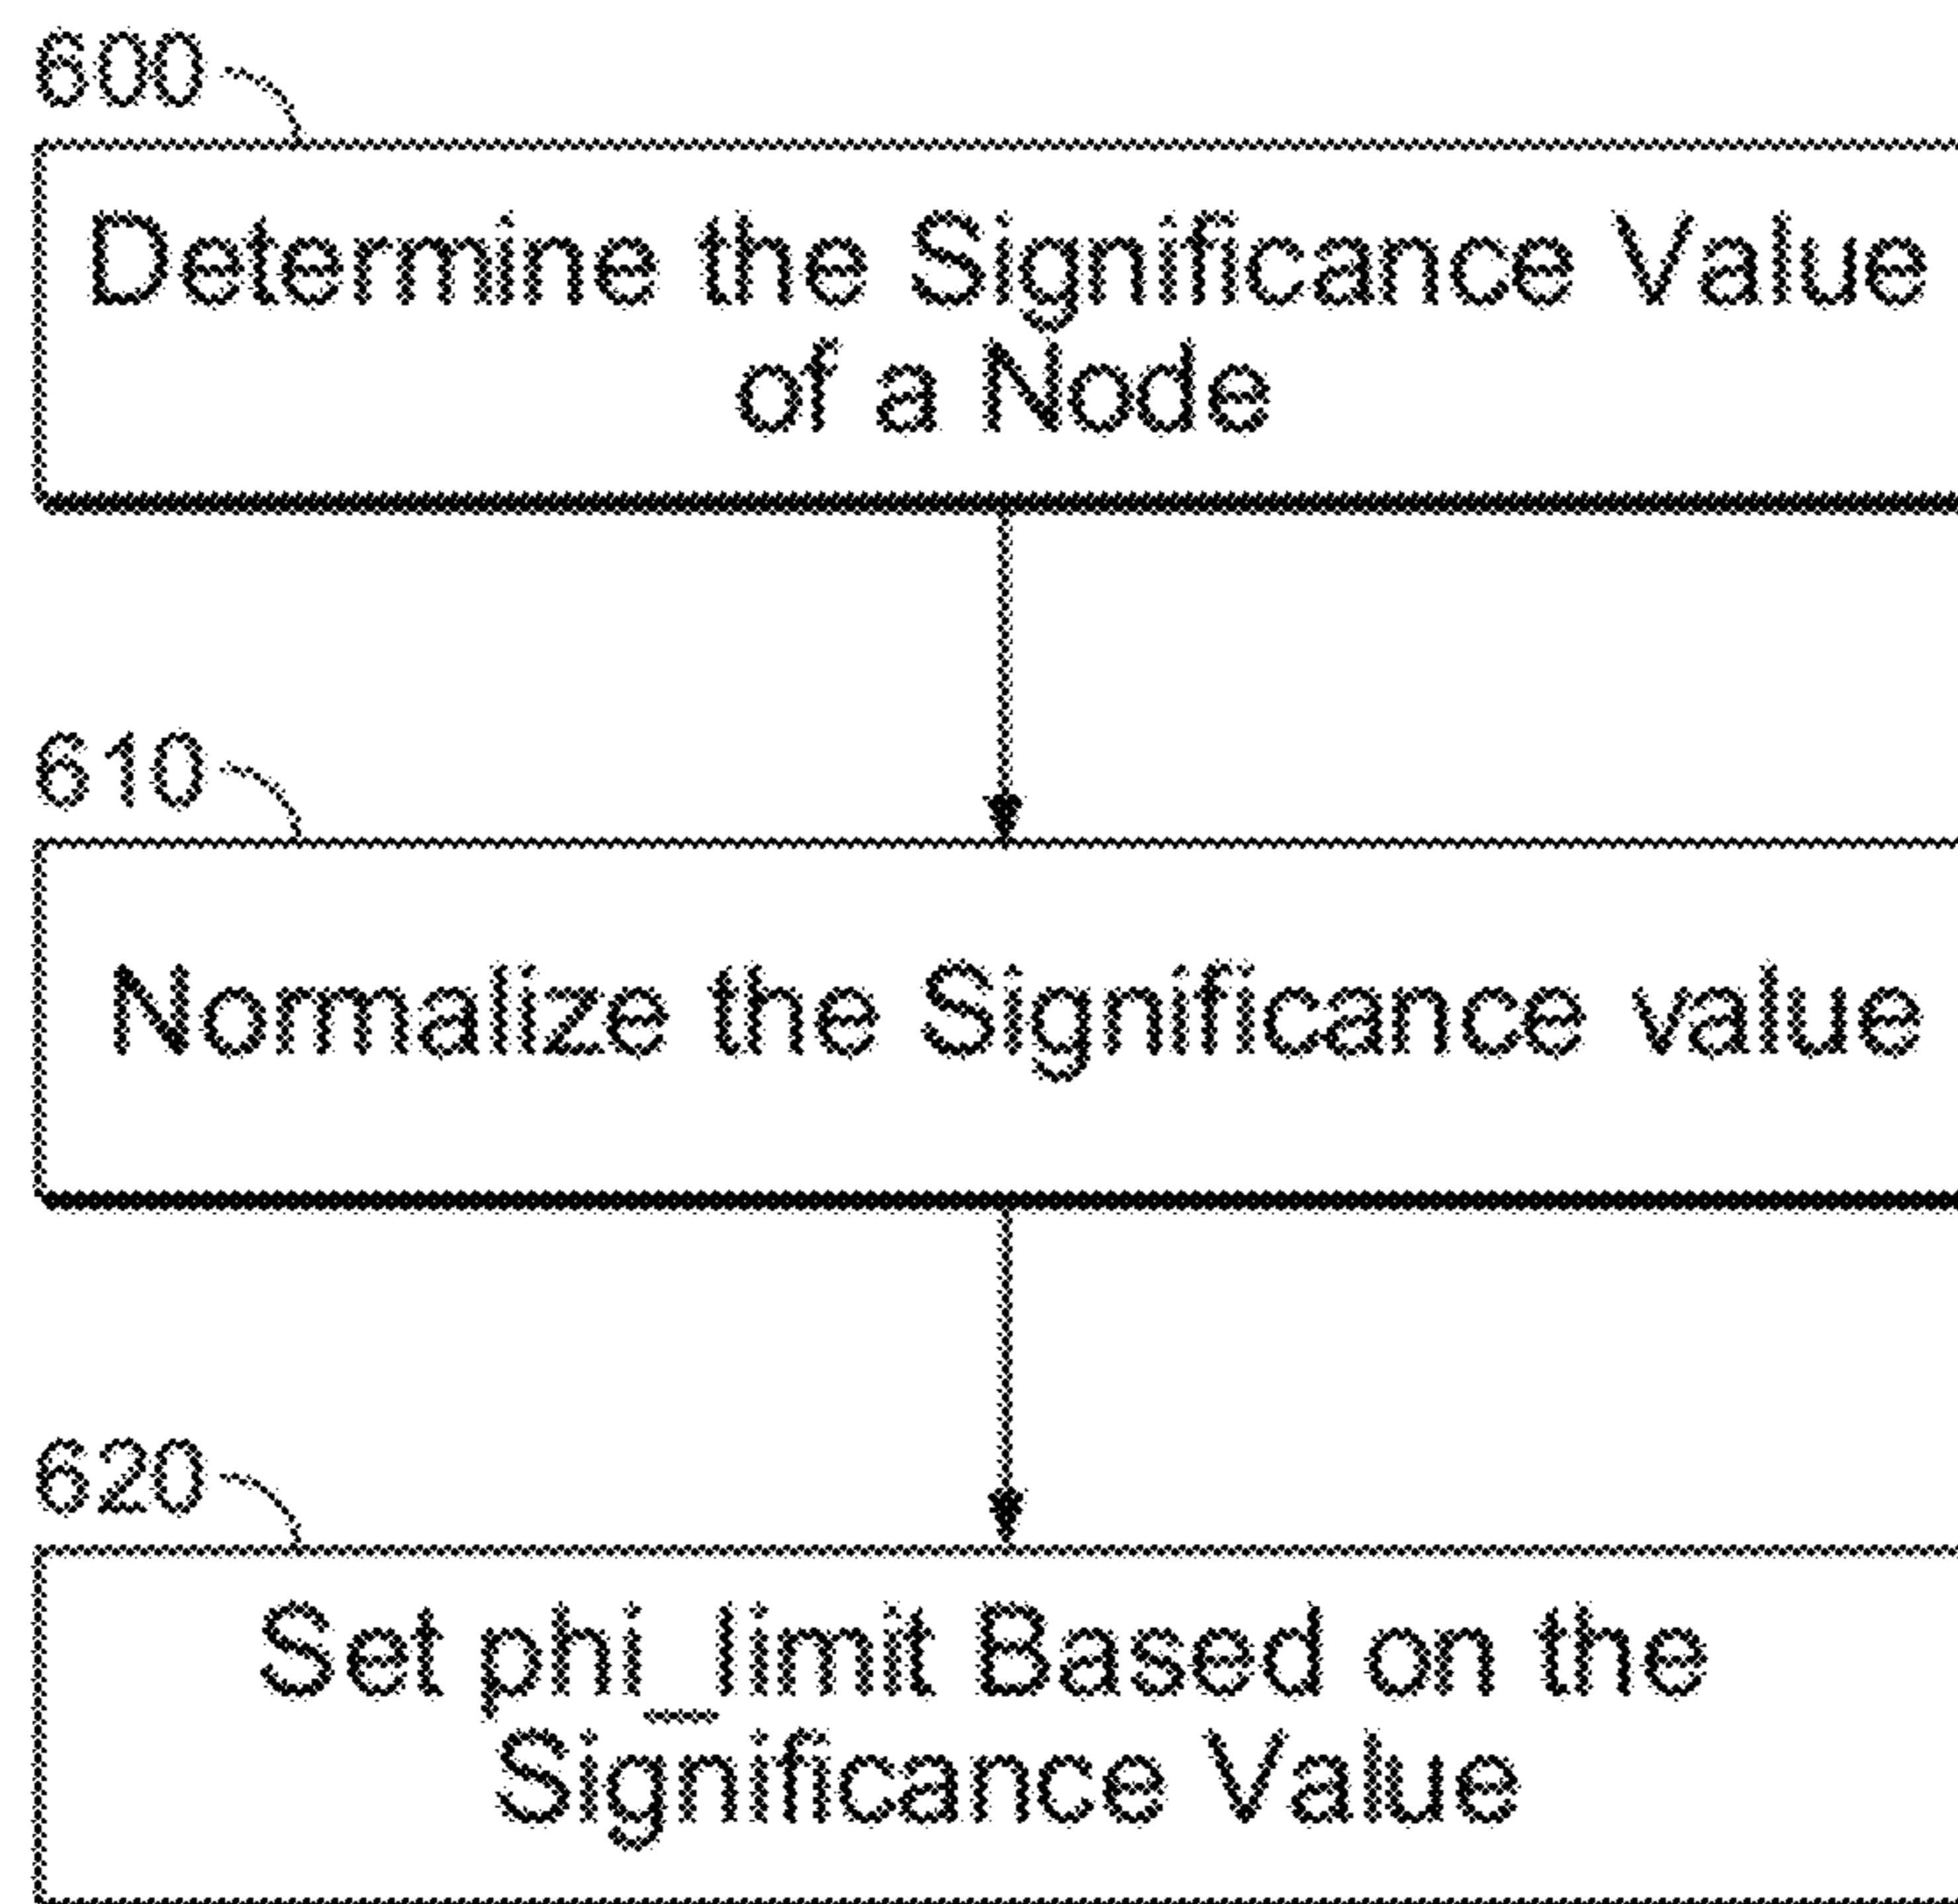 600
Determine the Significance Value
of a Node
610
Normalize the Significance value
620
Set phi_limit Based on the
Significance Value